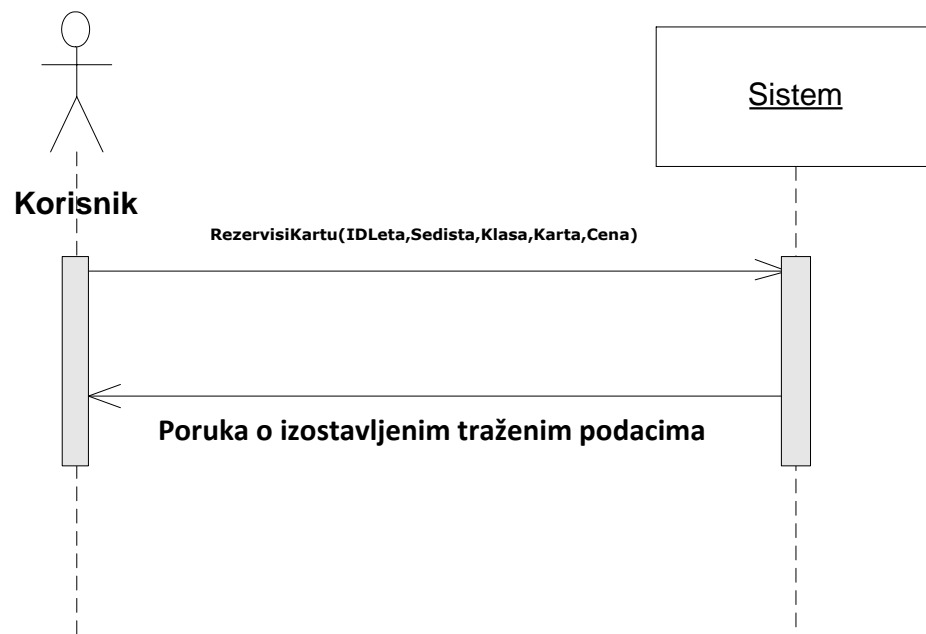 Sistem
Korisnik
RezervisiKartu(IDLeta,Sedista,Klasa,Karta,Cena)
Poruka o izostavljenim traženim podacima